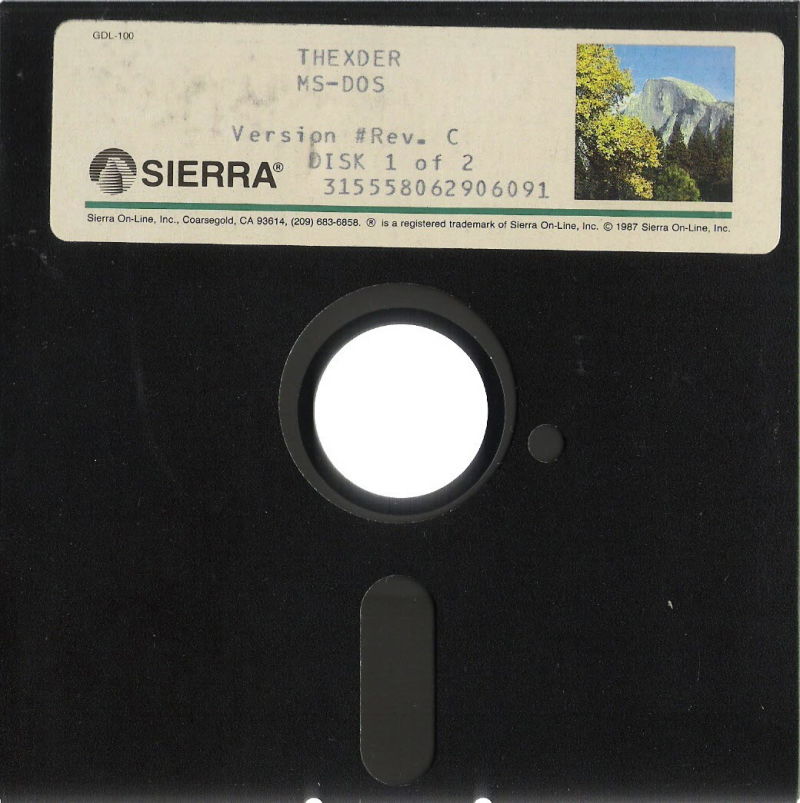 GDL-100
THEXDER
MS-DOS
Version #Rev. C
DISK 1 of 2
SIERRA®
315558062906091
Sierra On-Line, Inc., Coarsegold, CA 93614, (209) 683-6858. ® is a registered trademark of Sierra On-Line, Inc. © 1987 Sierra On-Line, Inc.